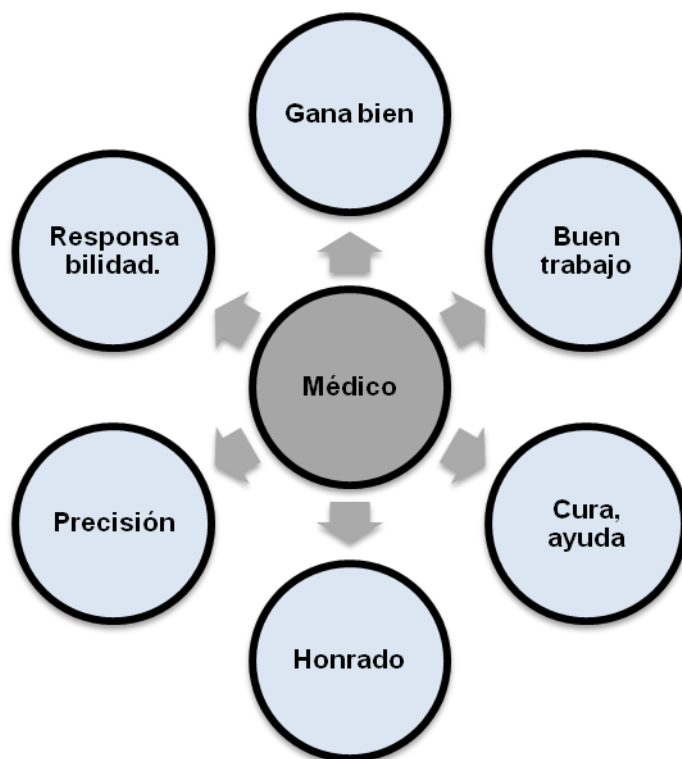 Gana bien
Responsa
bilidad.
Buen
trabajo
Médico
Precisión
Cura,
ayuda
Honrado